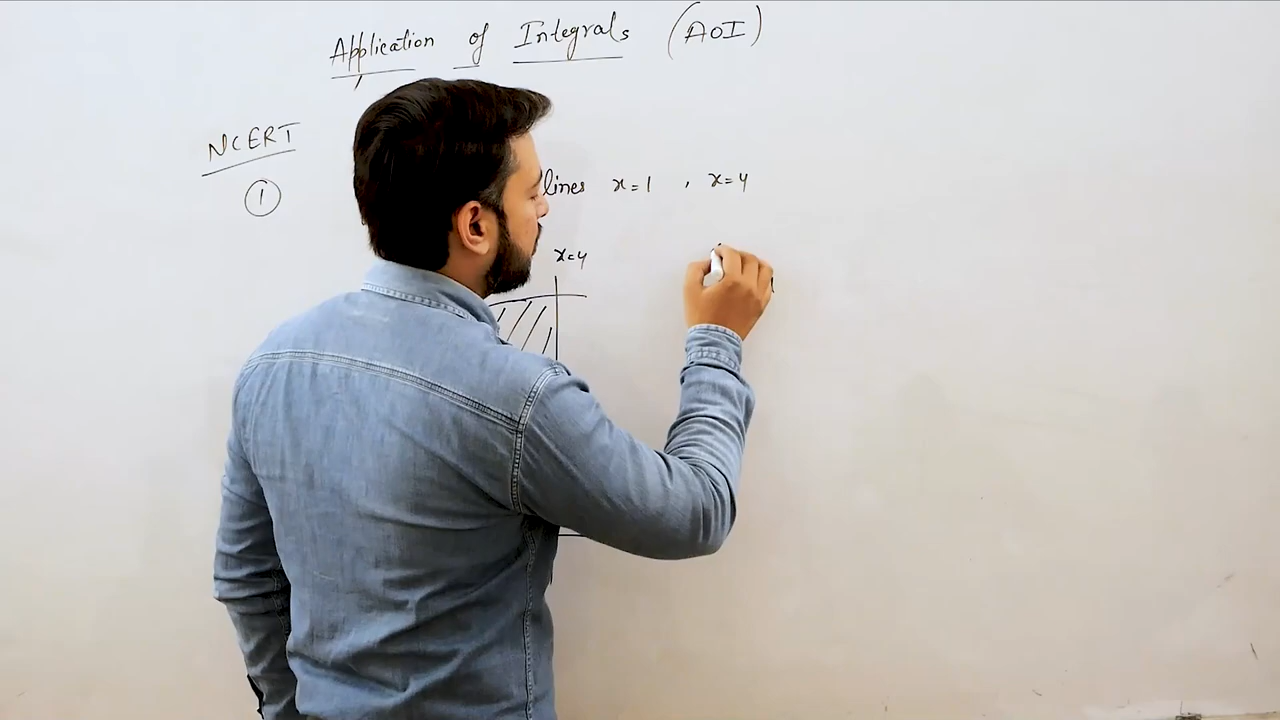 Application of Integrals (AOI)
NCERT
1
lines x=1 , x=4
x=4